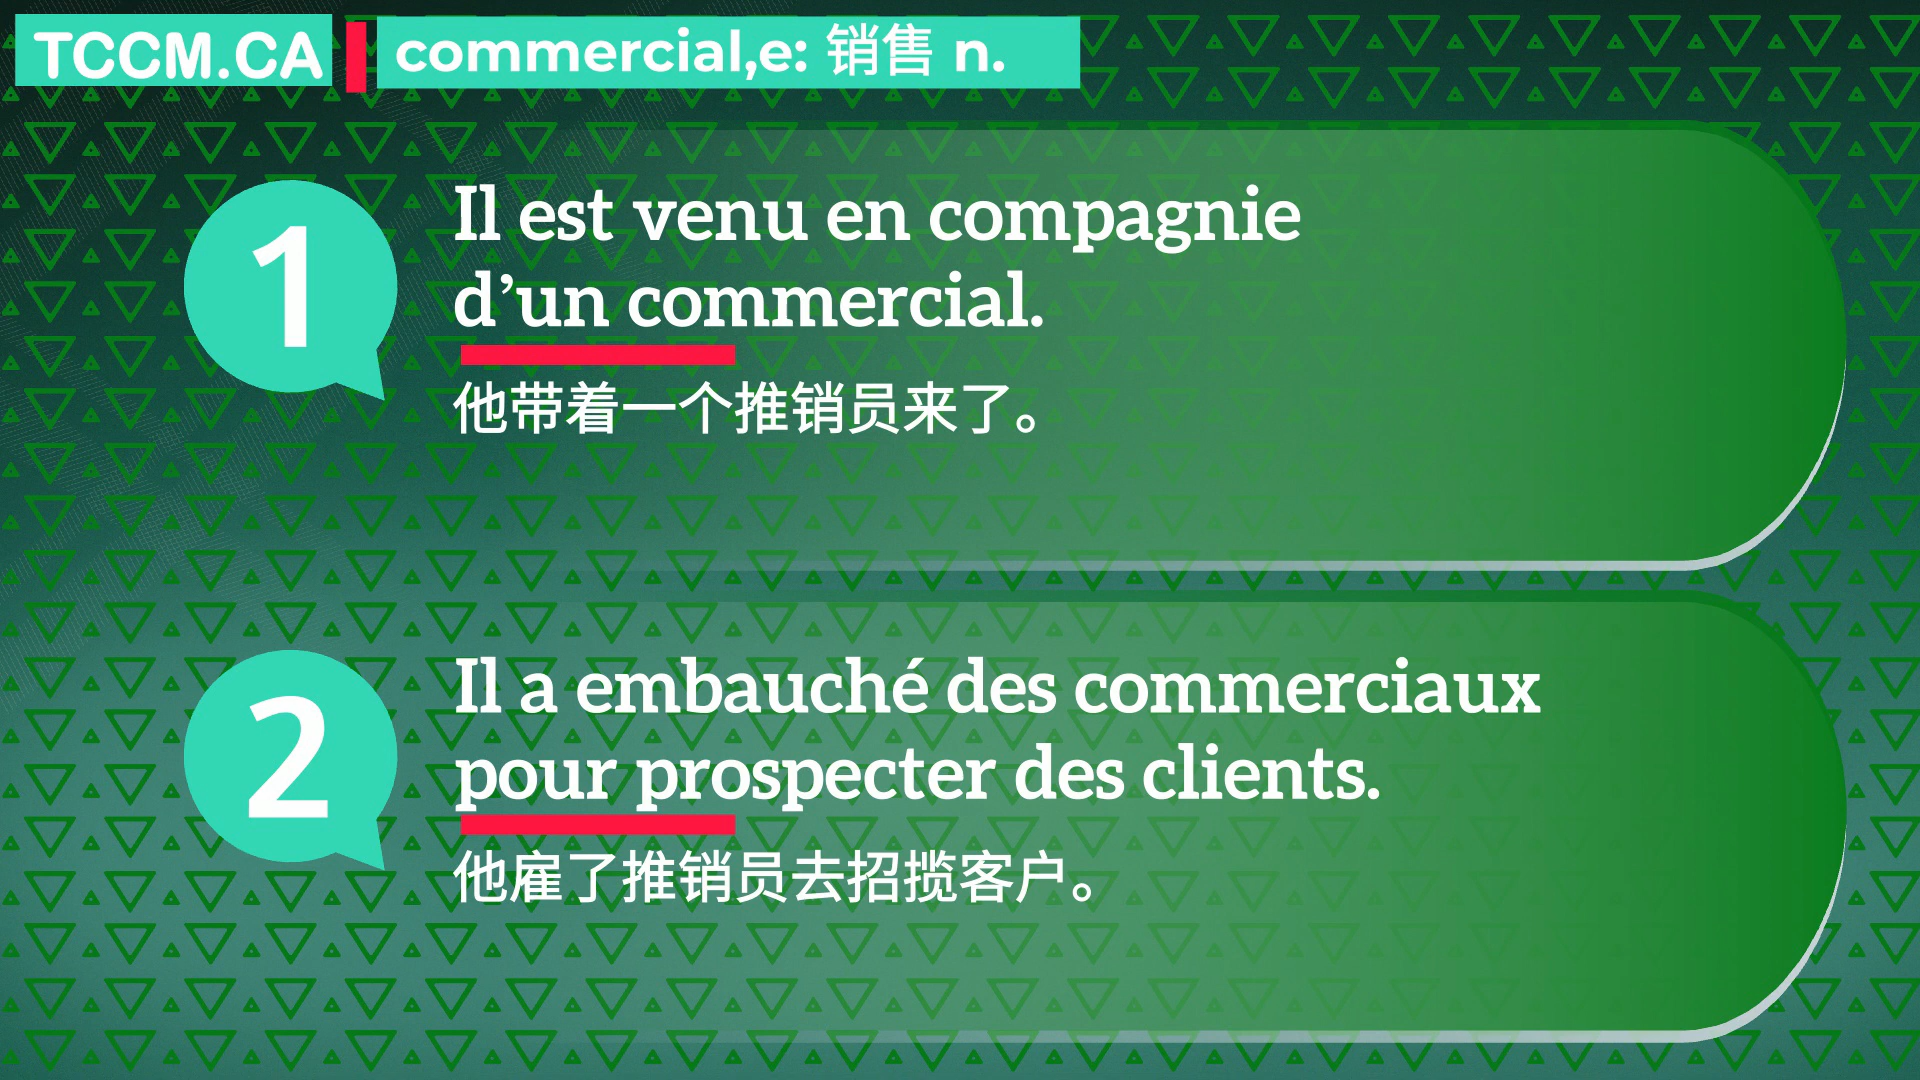 TCCM.CA
commercial,e: 销售 n.
1
Il est venu en compagnie
d’un commercial.
他带着一个推销员来了。
2
Il a embauché des commerciaux
pour prospecter des clients.
他雇了推销员去招揽客户。